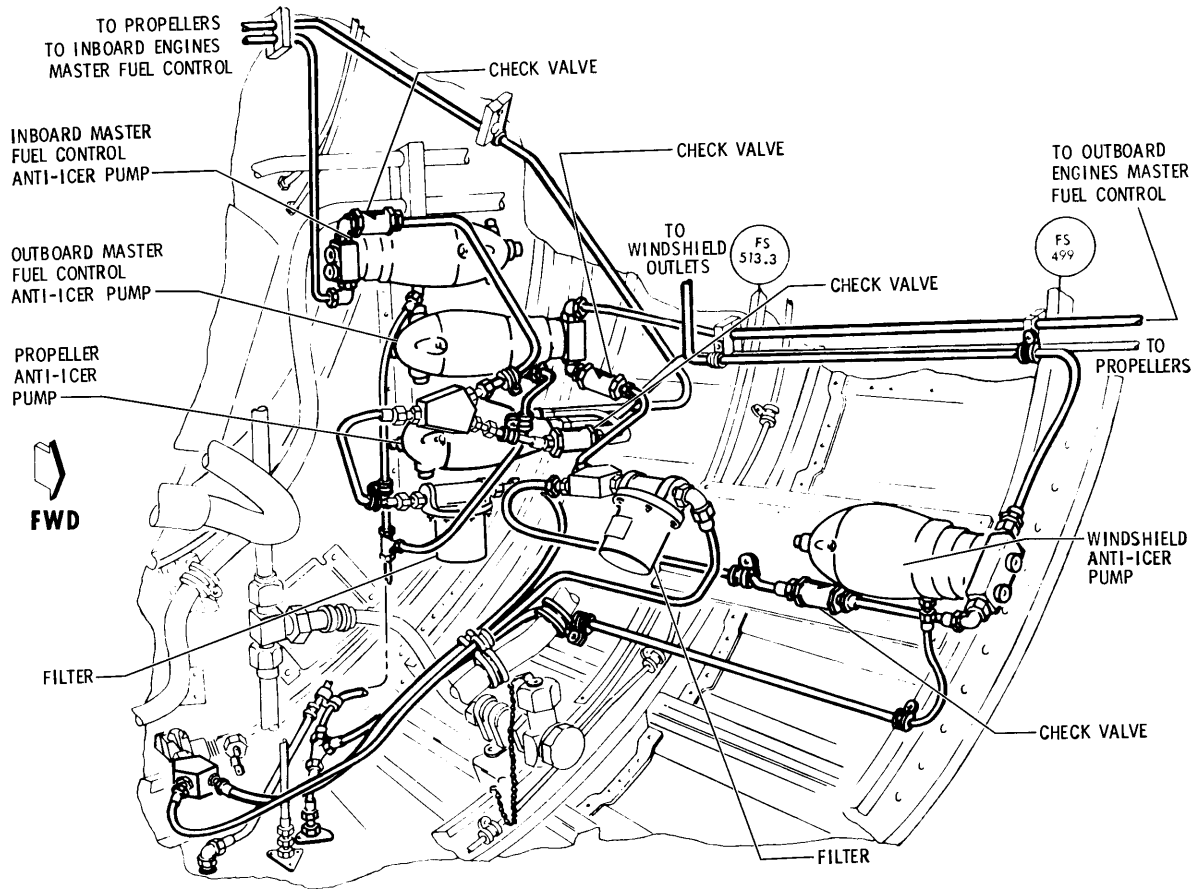 TO PROPELLERS
TO INBOARD ENGINES
MASTER FUEL CONTROL
CHECK VALVE
INBOARD MASTER
FUEL CONTROL
ANTI-ICER PUMP
CHECK VALVE
TO OUTBOARD
ENGINES MASTER
FUEL CONTROL
OUTBOARD MASTER
FUEL CONTROL
ANTI-ICER PUMP
TO
WINDSHIELD
OUTLETS
FS
513.3
FS
499
CHECK VALVE
PROPELLER
ANTI-ICER
PUMP
TO
PROPELLERS
FWD
WINDSHIELD
ANTI-ICER
PUMP
FILTER
CHECK VALVE
FILTER